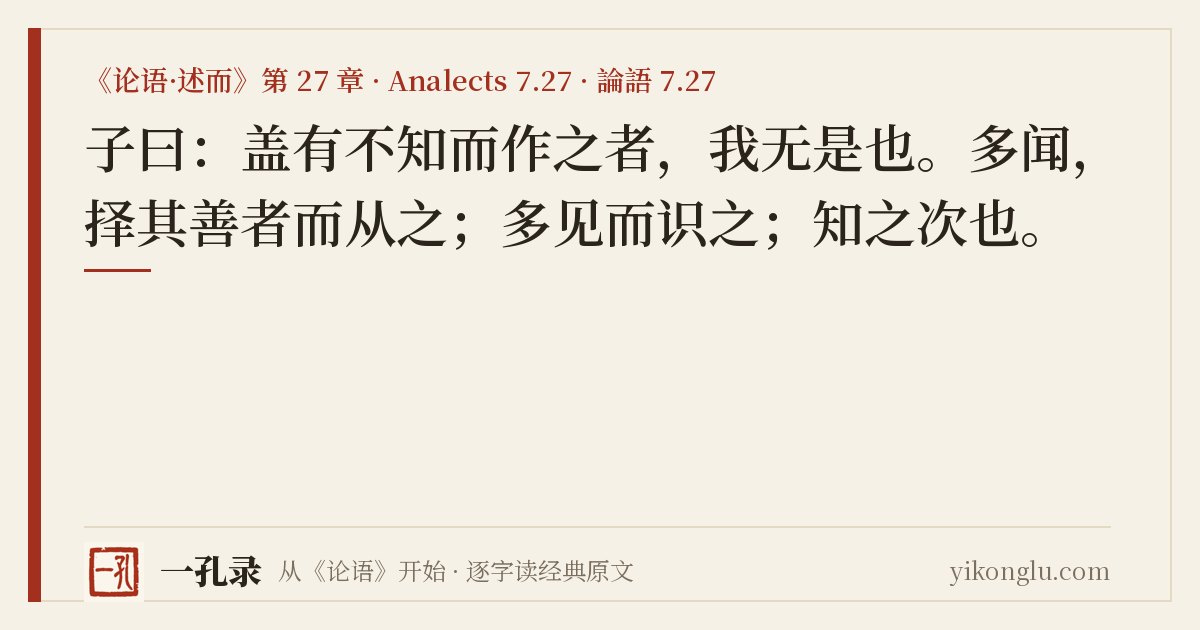 《论语·述而》第 27 章 · Analects 7.27 · 論語 7.27
子曰：盖有不知而作之者，我无是也。多闻，
择其善者而从之；多见而识之；知之次也。
一孔
一孔录 从《论语》开始 · 逐字读经典原文 yikonglu.com